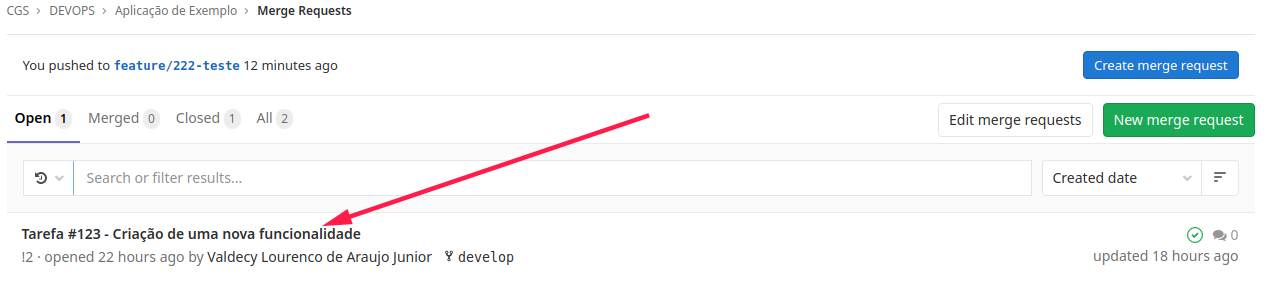 CGS > DEVOPS > Aplicação de Exemplo > Merge Requests
You pushed to feature/222-teste 12 minutes ago Create merge request
Open 1 Merged 0 Closed 1 All 2 Edit merge requests New merge request
Search or filter results... Created date
Tarefa #123 - Criação de uma nova funcionalidade 0
!2 · opened 22 hours ago by Valdecy Lourenco de Araujo Junior develop updated 18 hours ago